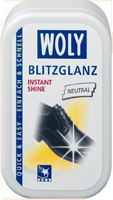 WOLY
BLITZGLANZ
INSTANT
SHINE
NEUTRAL
QUICK & EASY - EINFACH & SCHNELL